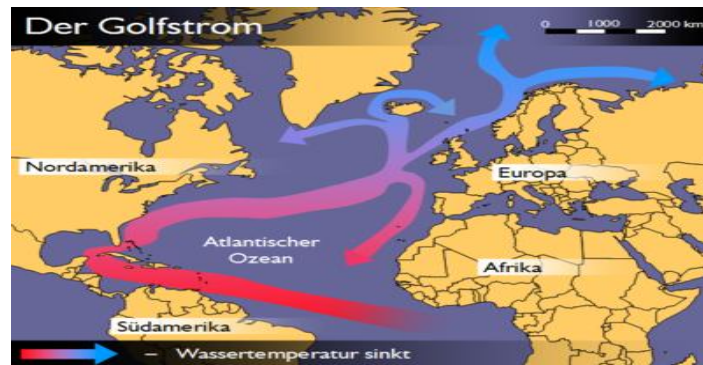 Der Golfstrom
0 1000 2000 km
Nordamerika
Europa
Atlantischer
Ozean
Afrika
Südamerika
– Wassertemperatur sinkt